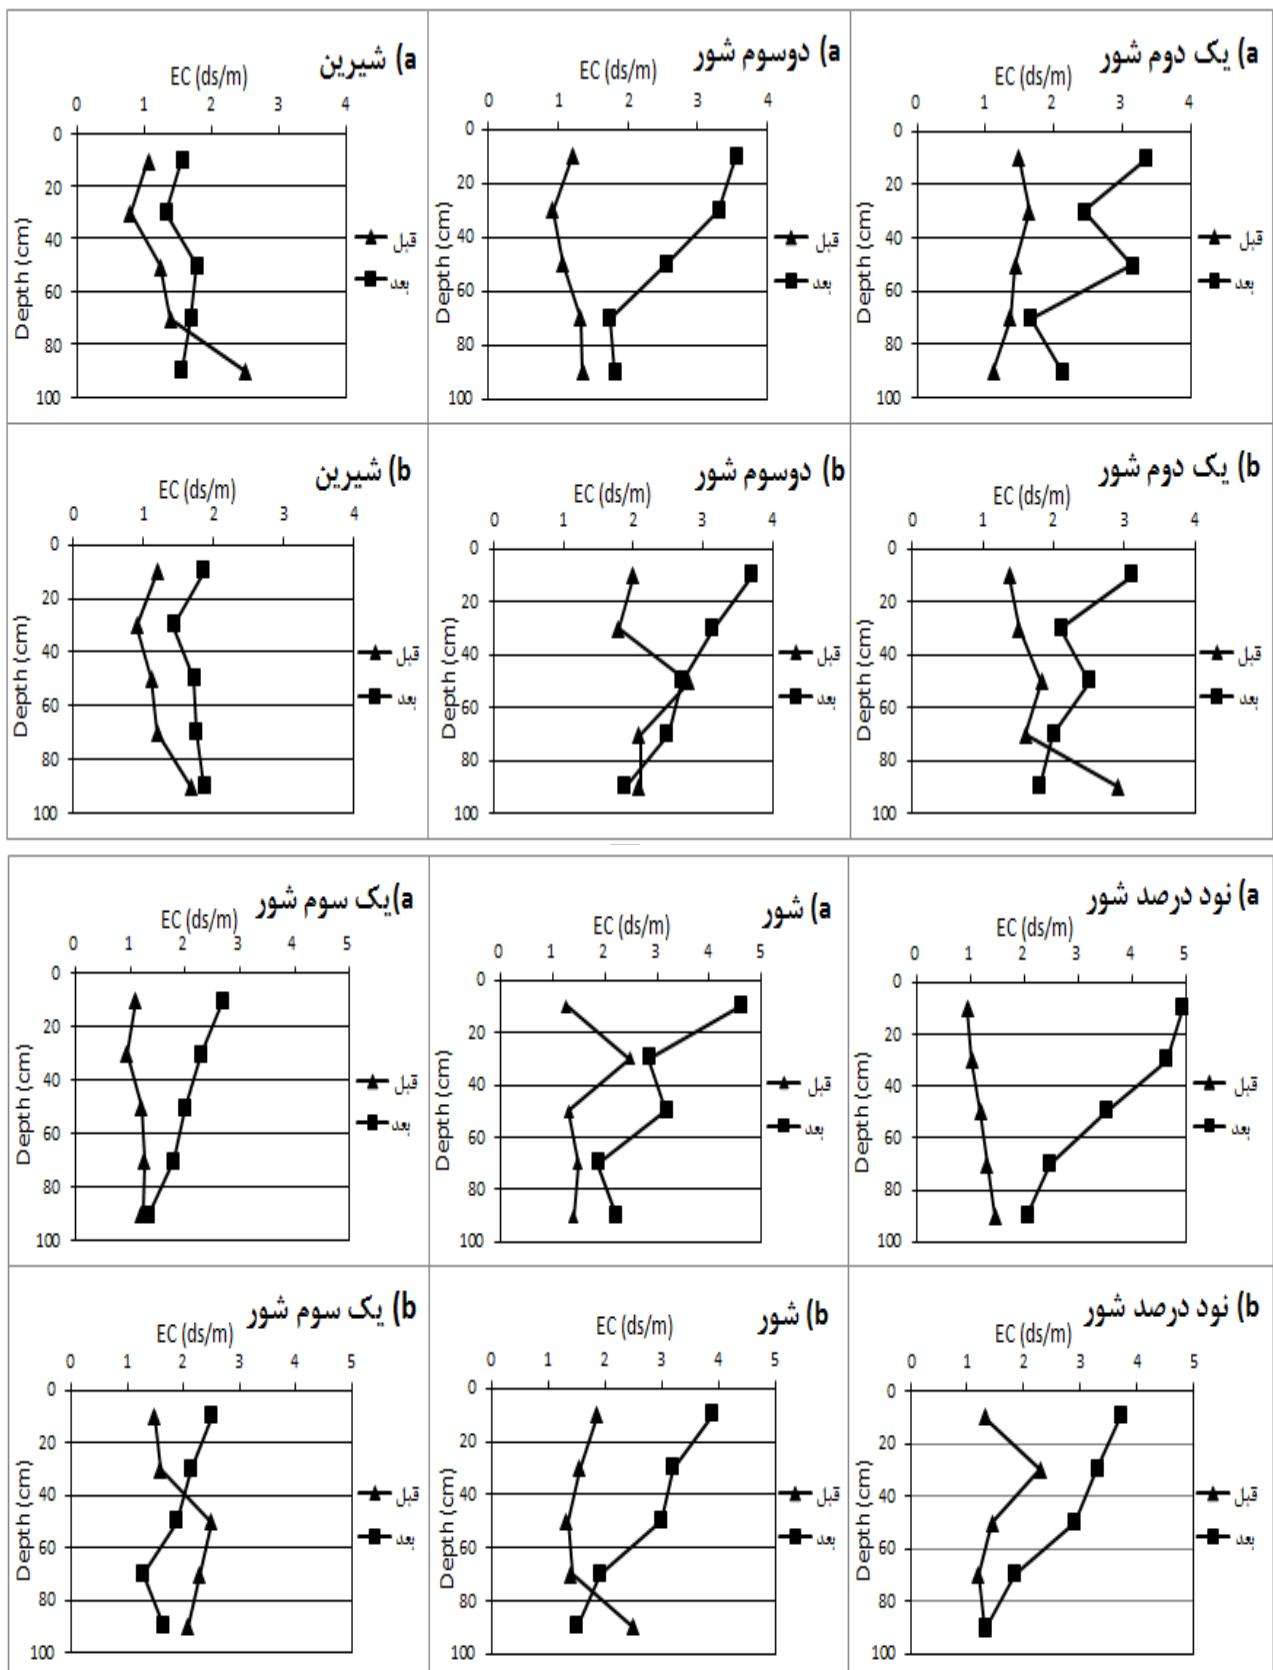 a) شیرین
EC (ds/m)
0 1 2 3 4
0
20
40
60
80
100
Depth (cm)
قبل
بعد
a) دوسوم شور
EC (ds/m)
0 1 2 3 4
0
20
40
60
80
100
Depth (cm)
قبل
بعد
a) یک دوم شور
EC (ds/m)
0 1 2 3 4
0
20
40
60
80
100
Depth (cm)
قبل
بعد
b) شیرین
EC (ds/m)
0 1 2 3 4
0
20
40
60
80
100
Depth (cm)
قبل
بعد
b) دوسوم شور
EC (ds/m)
0 1 2 3 4
0
20
40
60
80
100
Depth (cm)
قبل
بعد
b) یک دوم شور
EC (ds/m)
0 1 2 3 4
0
20
40
60
80
100
Depth (cm)
قبل
بعد
a)یک سوم شور
EC (ds/m)
0 1 2 3 4 5
0
20
40
60
80
100
Depth (cm)
قبل
بعد
a) شور
EC (ds/m)
0 1 2 3 4 5
0
20
40
60
80
100
Depth (cm)
قبل
بعد
a) نود درصد شور
EC (ds/m)
0 1 2 3 4 5
0
20
40
60
80
100
Depth (cm)
قبل
بعد
b) یک سوم شور
EC (ds/m)
0 1 2 3 4 5
0
20
40
60
80
100
Depth (cm)
قبل
بعد
b) شور
EC (ds/m)
0 1 2 3 4 5
0
20
40
60
80
100
Depth (cm)
قبل
بعد
b) نود درصد شور
EC (ds/m)
0 1 2 3 4 5
0
20
40
60
80
100
Depth (cm)
قبل
بعد